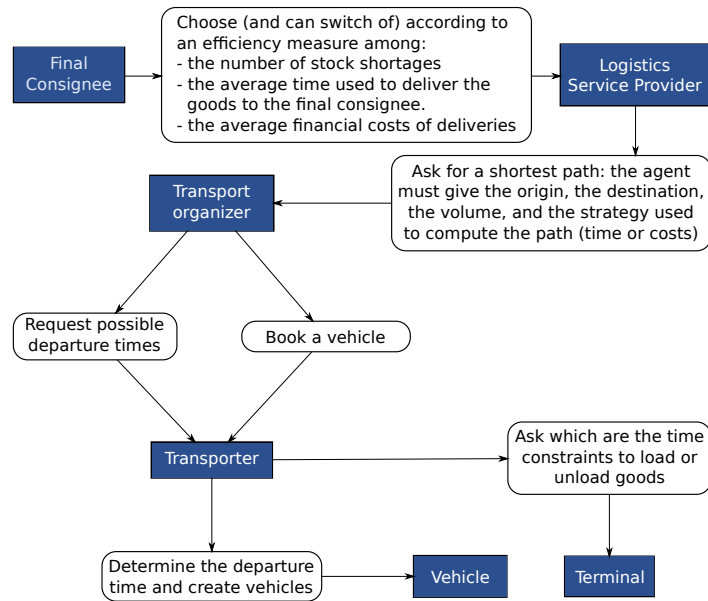 Final
Consignee
Choose (and can switch of) according to
an efficiency measure among:
- the number of stock shortages
- the average time used to deliver the
goods to the final consignee.
- the average financial costs of deliveries
Logistics
Service Provider
Ask for a shortest path: the agent
must give the origin, the destination,
the volume, and the strategy used
to compute the path (time or costs)
Transport
organizer
Request possible
departure times
Book a vehicle
Transporter
Ask which are the time
constraints to load or
unload goods
Determine the departure
time and create vehicles
Vehicle
Terminal